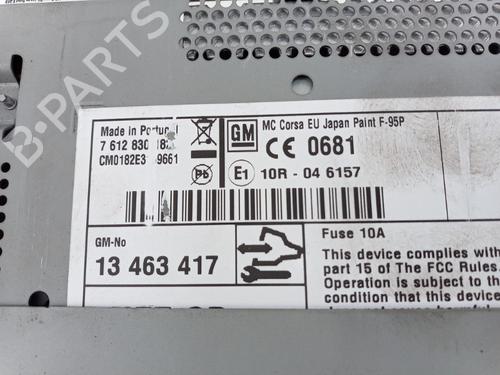 B-PARTS
Made in Portugal
7 612 830 182
CM0182E3 9661
GM
MC Corsa EU Japan Paint F-95P
CE 0681
Pb
E1 10R - 04 6157
GM-No
13 463 417
Fuse 10A
This device complies with
part 15 of The FCC Rules.
Operation is subject to the
condition that this device